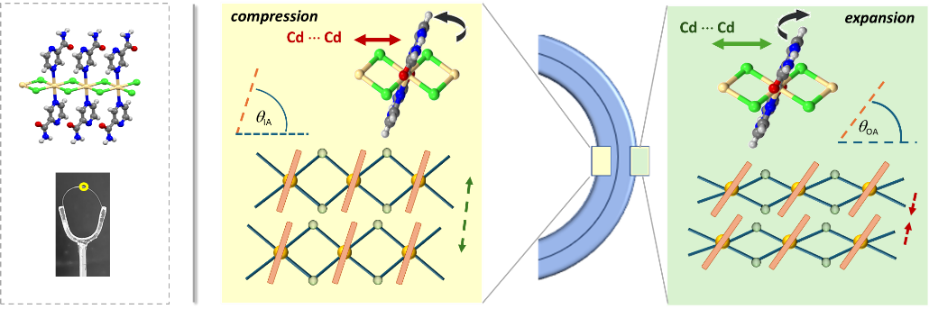 compression
Cd ··· Cd
θIA
expansion
Cd ··· Cd
θOA